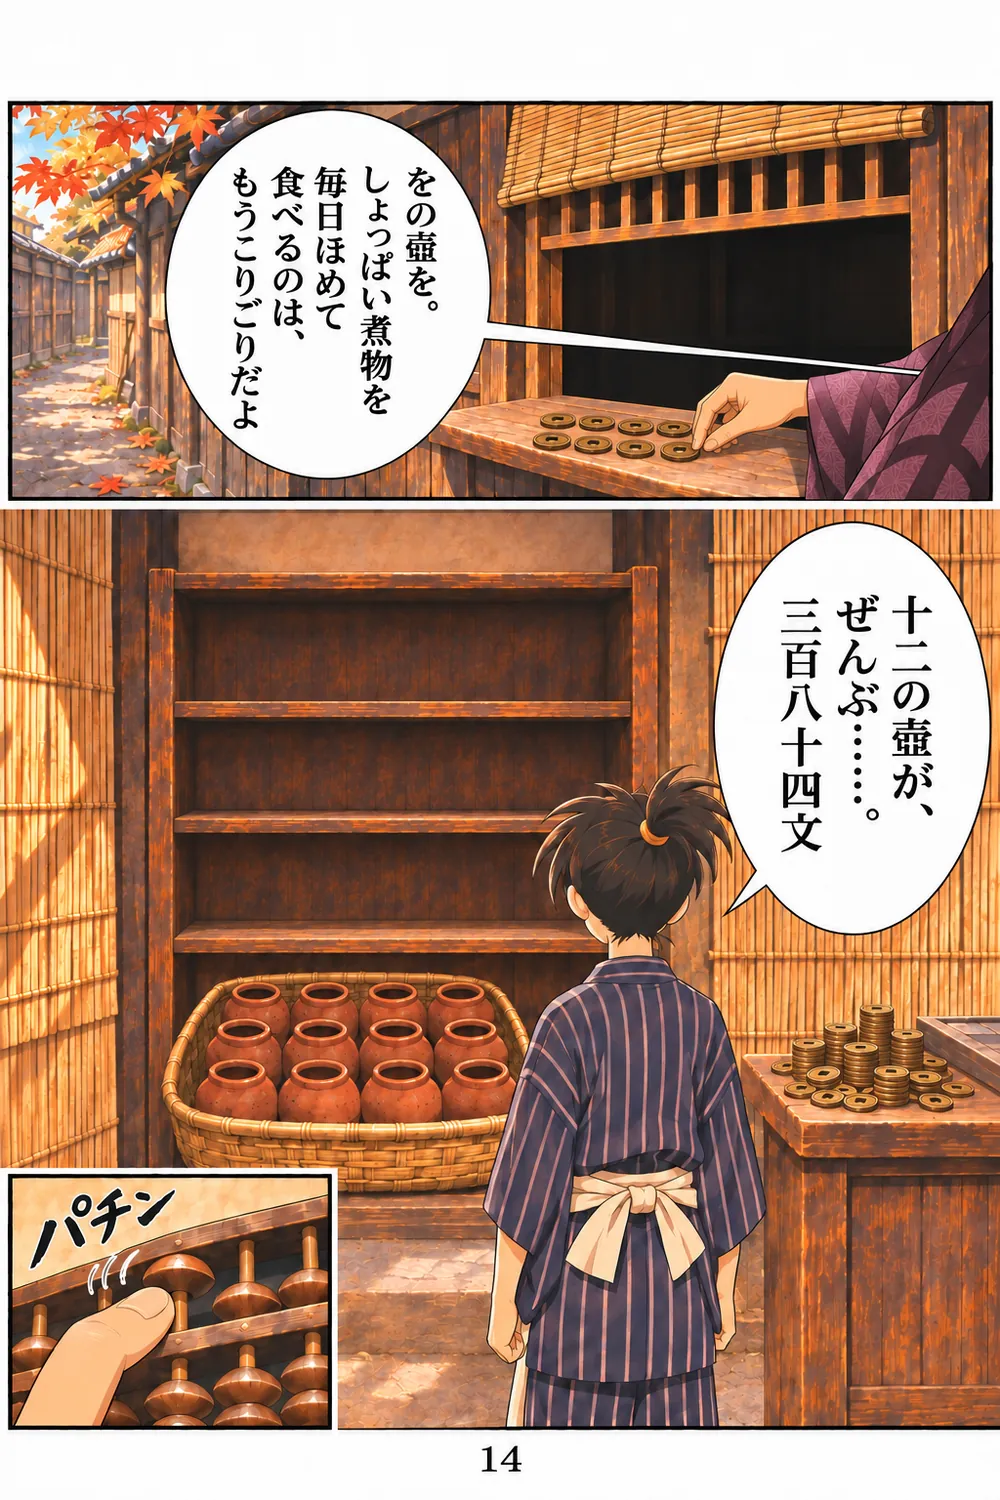 をの壺を。
しょっぱい煮物を
毎日ほめて
食べるのは、
もうこりごりだよ
十二の壺が、
ぜんぶ……。
三百八十四文
パチン
14